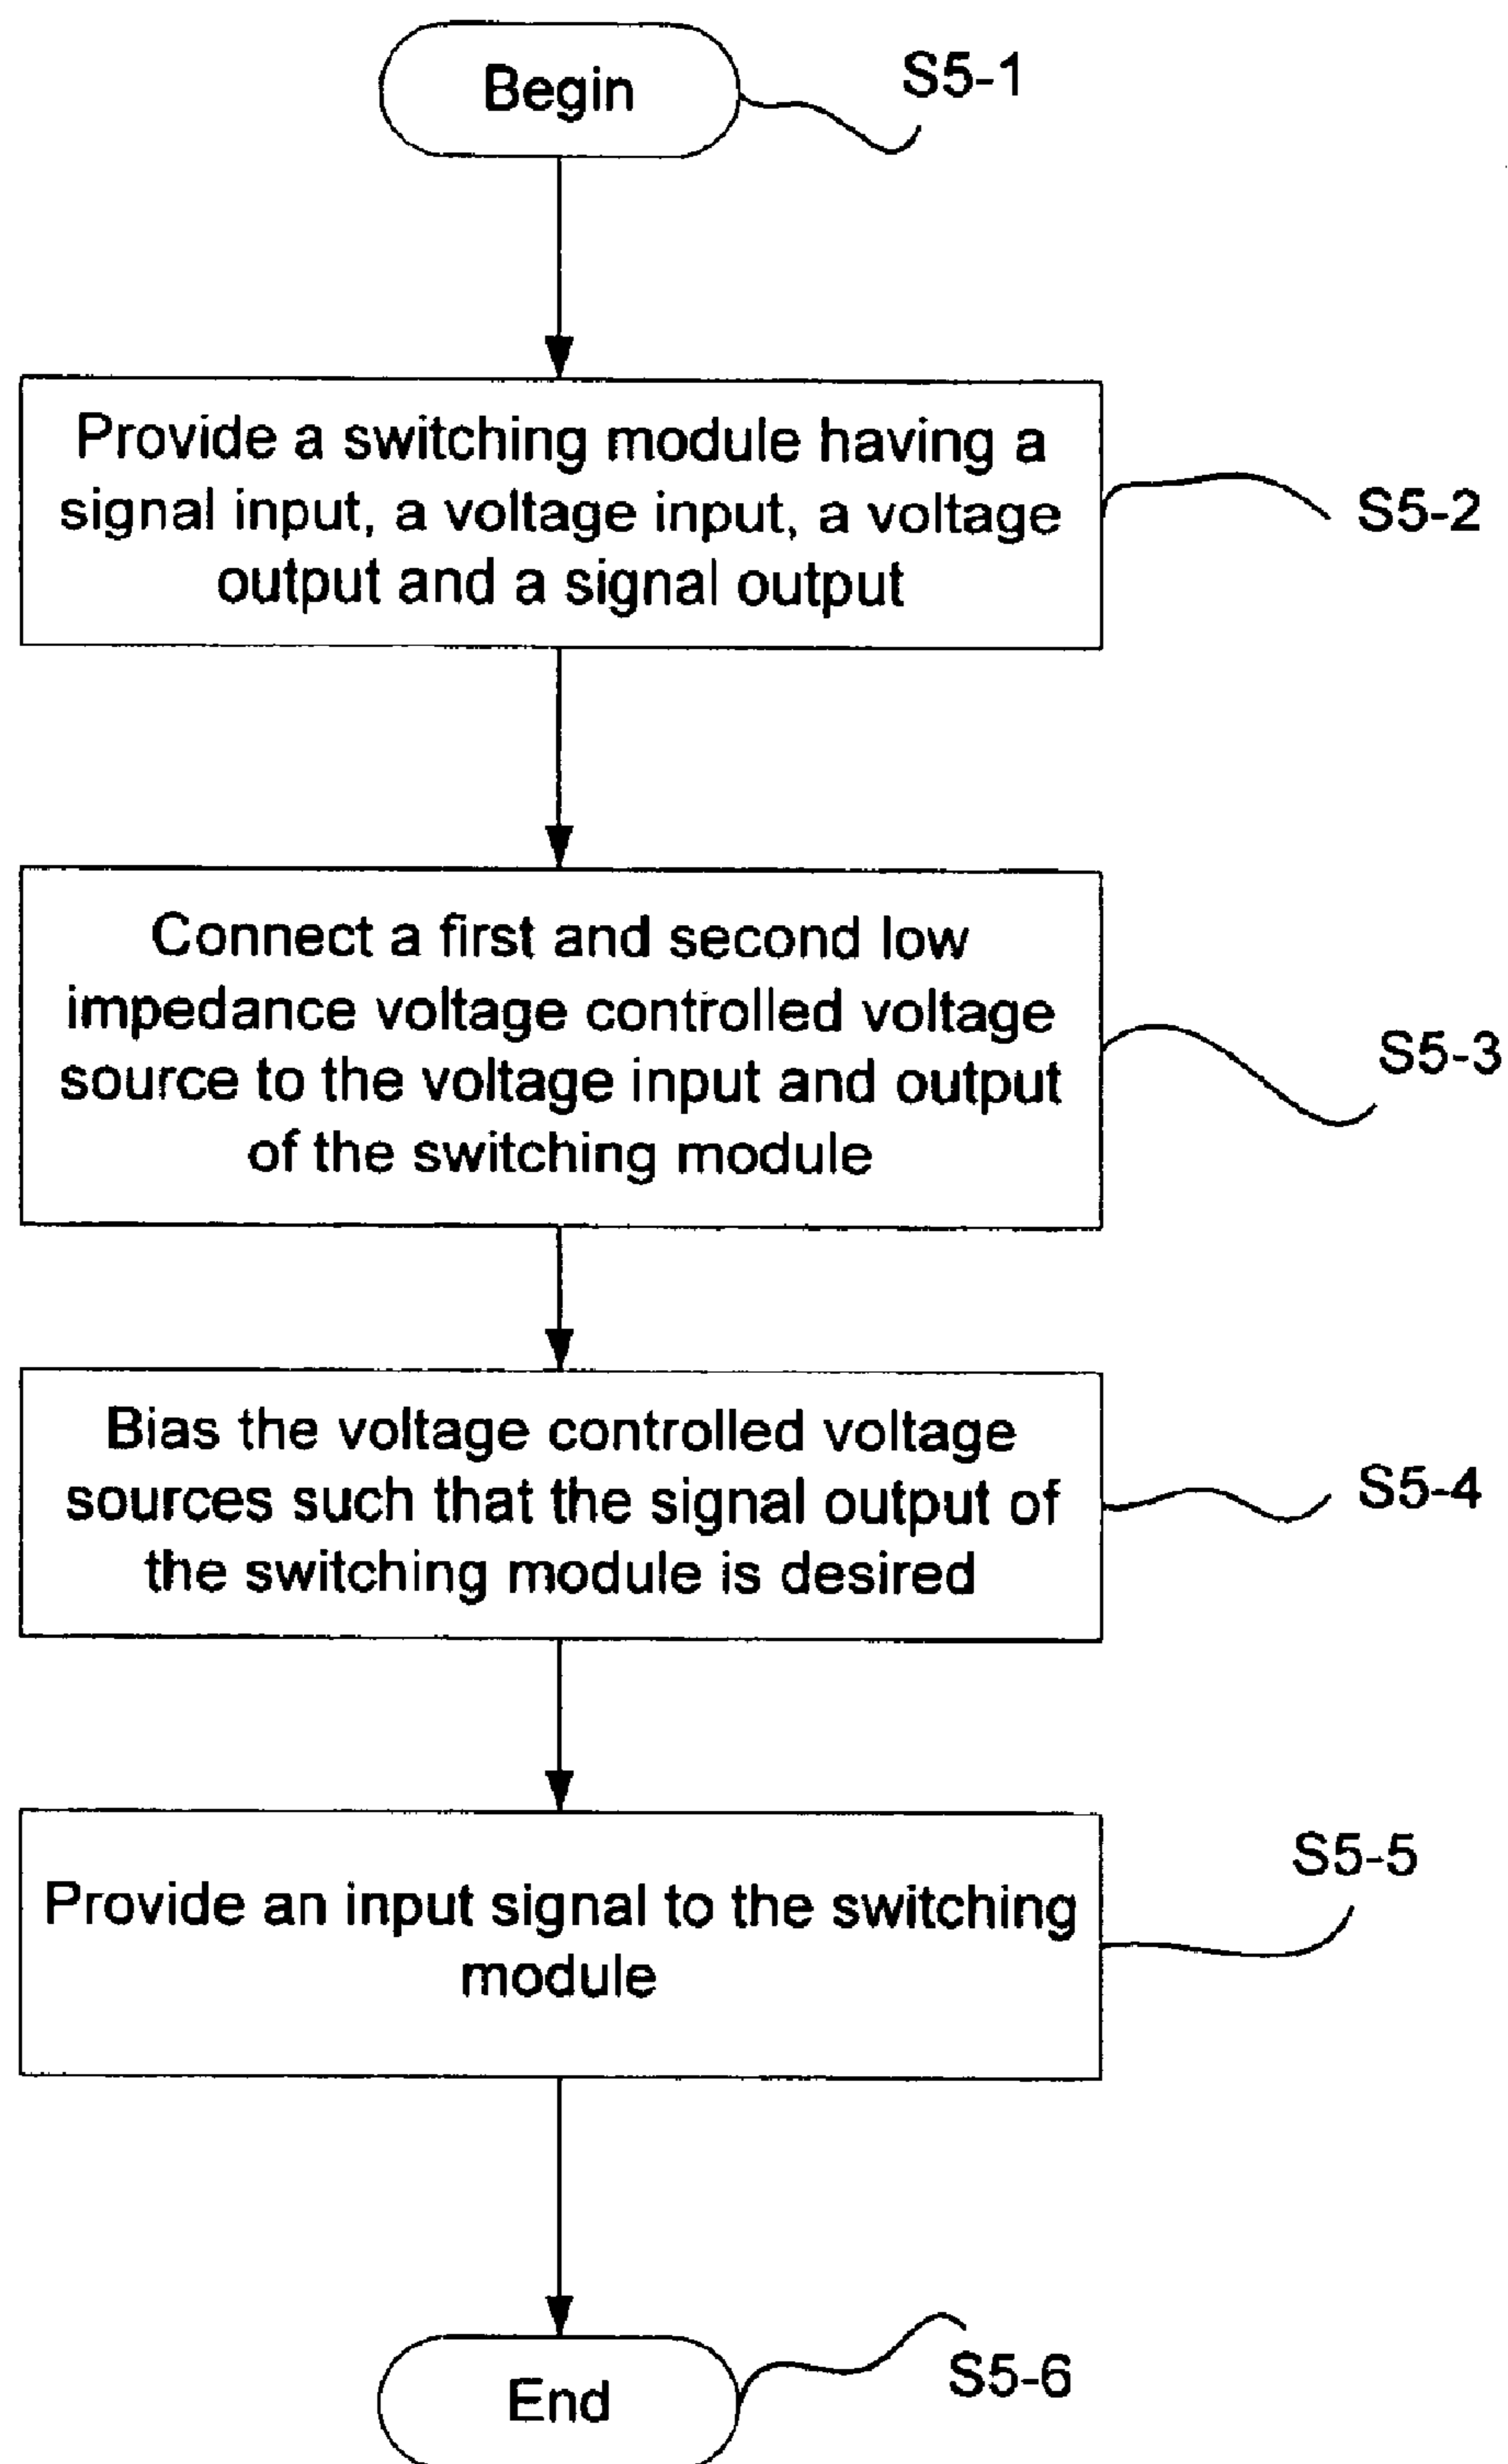 Begin
S5-1
Provide a switching module having a
signal input, a voltage input, a voltage
output and a signal output
S5-2
Connect a first and second low
impedance voltage controlled voltage
source to the voltage input and output
of the switching module
S5-3
Bias the voltage controlled voltage
sources such that the signal output of
the switching module is desired
S5-4
Provide an input signal to the switching
module
S5-5
End
S5-6